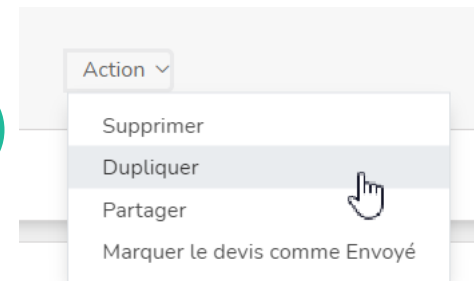 Action
Supprimer
Dupliquer
Partager
Marquer le devis comme Envoyé